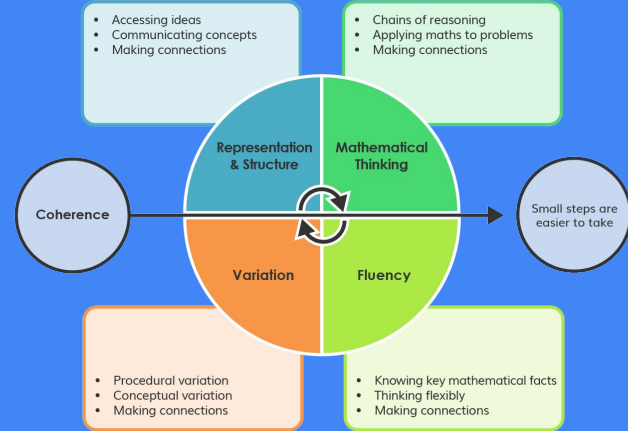 • Accessing ideas
• Communicating concepts
• Making connections
• Chains of reasoning
• Applying maths to problems
• Making connections
Representation
& Structure
Mathematical
Thinking
Coherence
Small steps are
easier to take
Variation
Fluency
• Procedural variation
• Conceptual variation
• Making connections
• Knowing key mathematical facts
• Thinking flexibly
• Making connections